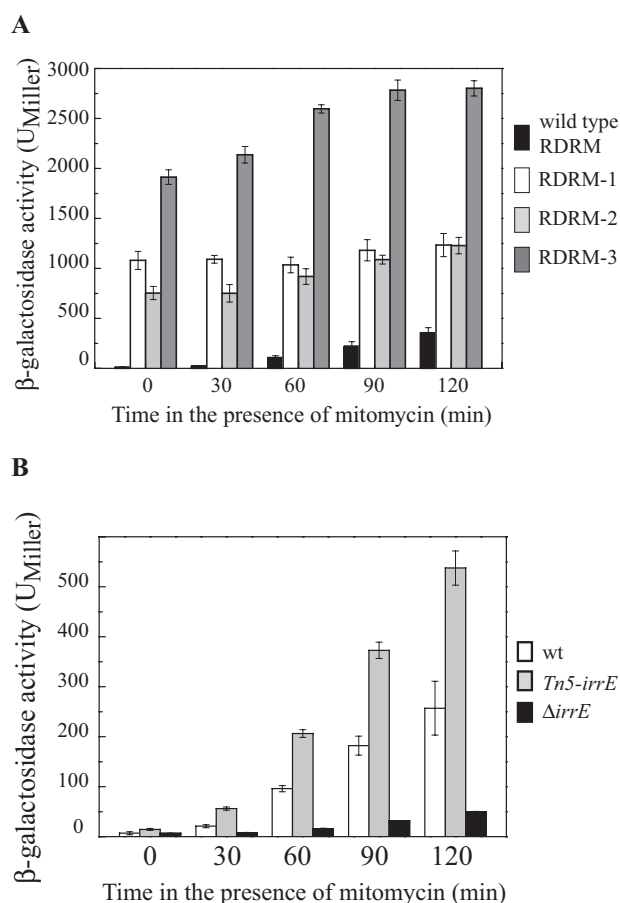 A
β-galactosidase activity (UMiller)
3000
2500
2000
1500
1000
500
0
0 30 60 90 120
Time in the presence of mitomycin (min)
wild type
RDRM
RDRM-1
RDRM-2
RDRM-3
B
β-galactosidase activity (UMiller)
500
400
300
200
100
0
0 30 60 90 120
Time in the presence of mitomycin (min)
wt
Tn5-irrE
ΔirrE